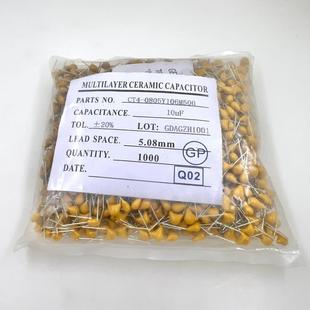 MULTILAYER CERAMIC CAPACITOR
PARTS NO. CT4-0805Y106M500
CAPACITANCE. 10uF
TOL. ±20% LOT: GDAGZH1001
LEAD SPACE. 5.08mm
QUANTITY. 1000
GP
DATE.
Q02